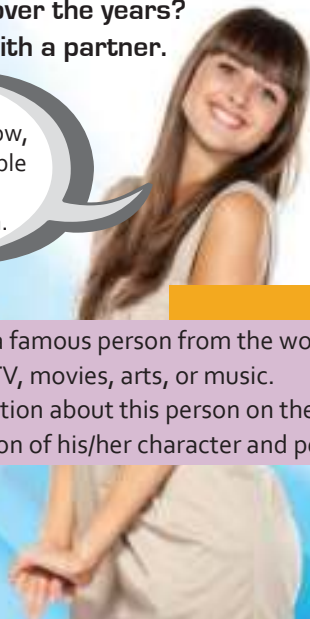 over the years?
ith a partner.
ow,
ple
.
a famous person from the wo
TV, movies, arts, or music.
tion about this person on the
on of his/her character and pe